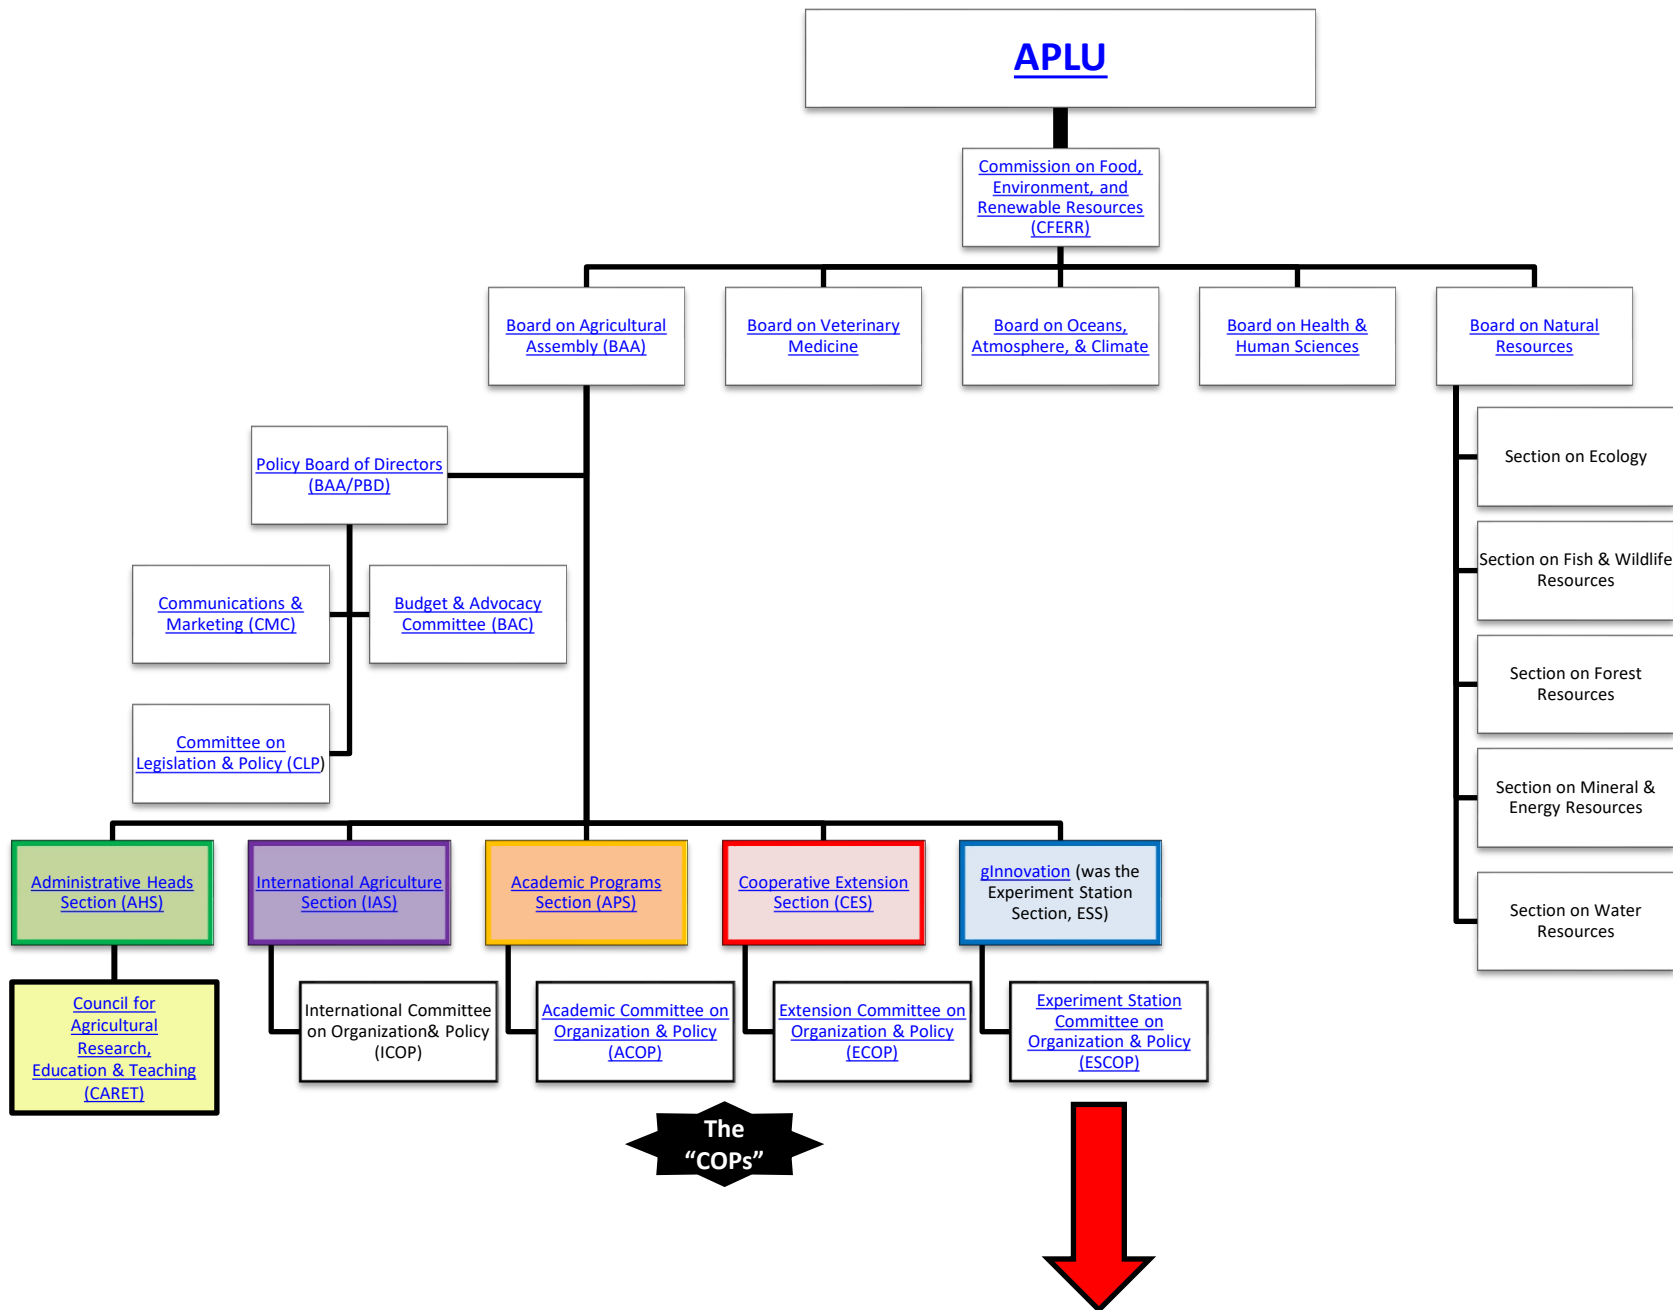 APLU
Commission on Food,
Environment, and
Renewable Resources
(CFERR)
Board on Agricultural
Assembly (BAA)
Board on Veterinary
Medicine
Board on Oceans,
Atmosphere, & Climate
Board on Health &
Human Sciences
Board on Natural
Resources
Policy Board of Directors
(BAA/PBD)
Section on Ecology
Section on Fish & Wildlife
Resources
Communications &
Marketing (CMC)
Budget & Advocacy
Committee (BAC)
Section on Forest
Resources
Committee on
Legislation & Policy (CLP)
Section on Mineral &
Energy Resources
Administrative Heads
Section (AHS)
International Agriculture
Section (IAS)
Academic Programs
Section (APS)
Cooperative Extension
Section (CES)
gInnovation (was the
Experiment Station
Section, ESS)
Section on Water
Resources
Council for
Agricultural
Research,
Education & Teaching
(CARET)
International Committee
on Organization& Policy
(ICOP)
Academic Committee on
Organization & Policy
(ACOP)
Extension Committee on
Organization & Policy
(ECOP)
Experiment Station
Committee on
Organization & Policy
(ESCOP)
The
“COPs”